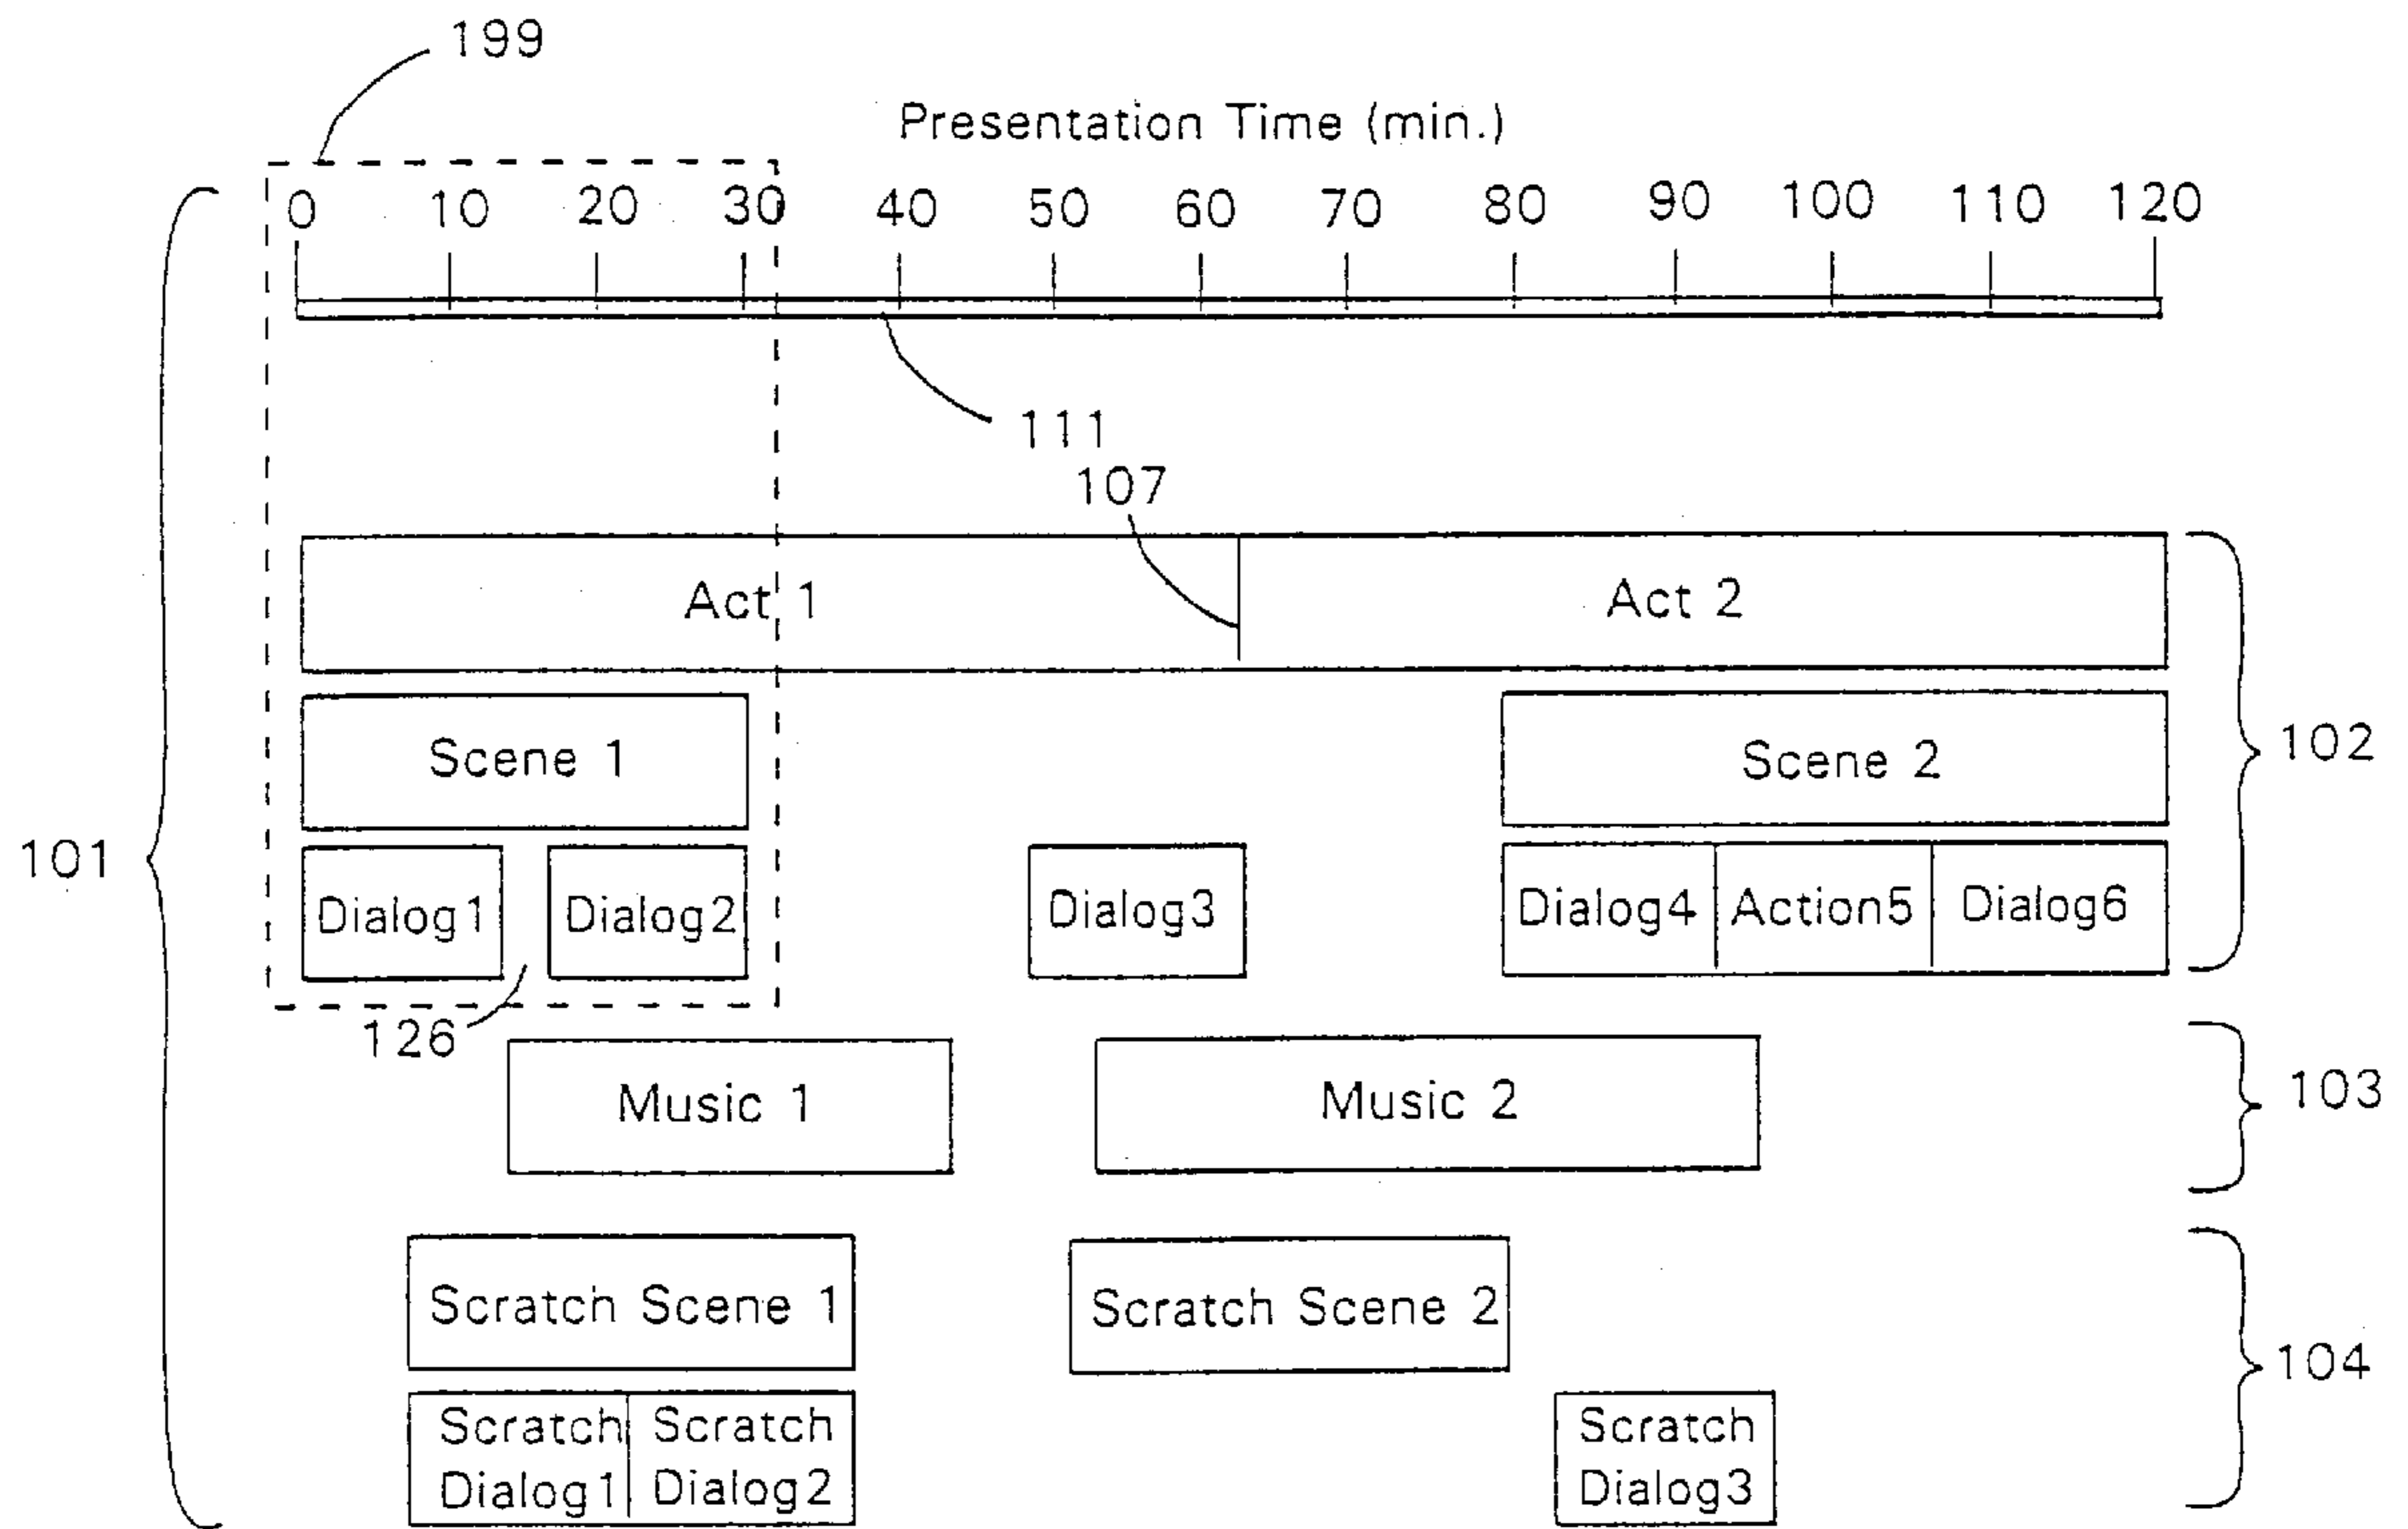 199
Presentation Time (min.)
0 10 20 30 40 50 60 70 80 90 100 110 120
111
107
Act 1 Act 2
Scene 1 Scene 2
102
101
Dialog1 Dialog2 Dialog3 Dialog4 Action5 Dialog6
126
Music 1 Music 2
103
Scratch Scene 1 Scratch Scene 2
104
Scratch Dialog1
Scratch Dialog2
Scratch Dialog3